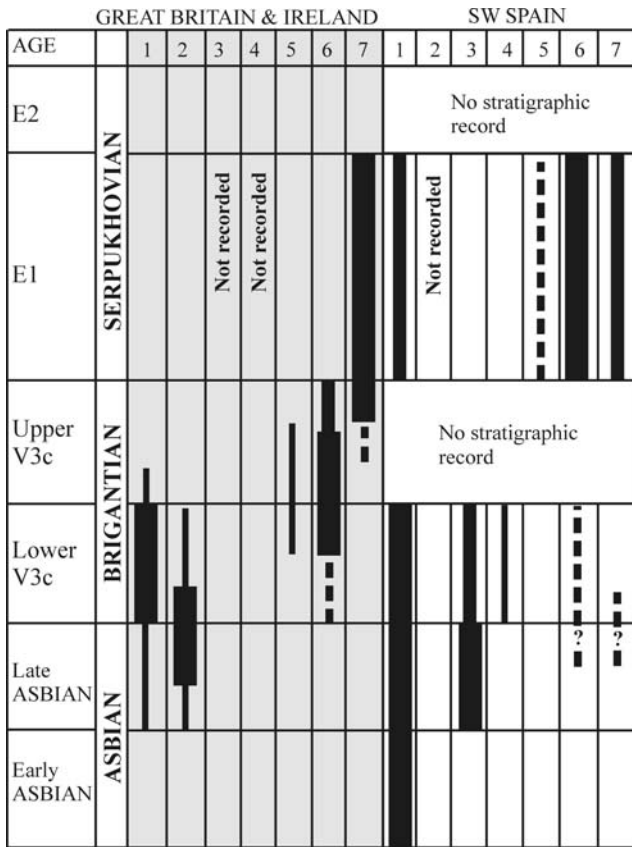 GREAT BRITAIN & IRELAND SW SPAIN
AGE 1 2 3 4 5 6 7 1 2 3 4 5 6 7
E2
No stratigraphic
record
SERPUKHOVIAN
E1
Not recorded
Not recorded
Not recorded
Upper
V3c
No stratigraphic
record
BRIGANTIAN
Lower
V3c
Late
ASBIAN
? ?
ASBIAN
Early
ASBIAN